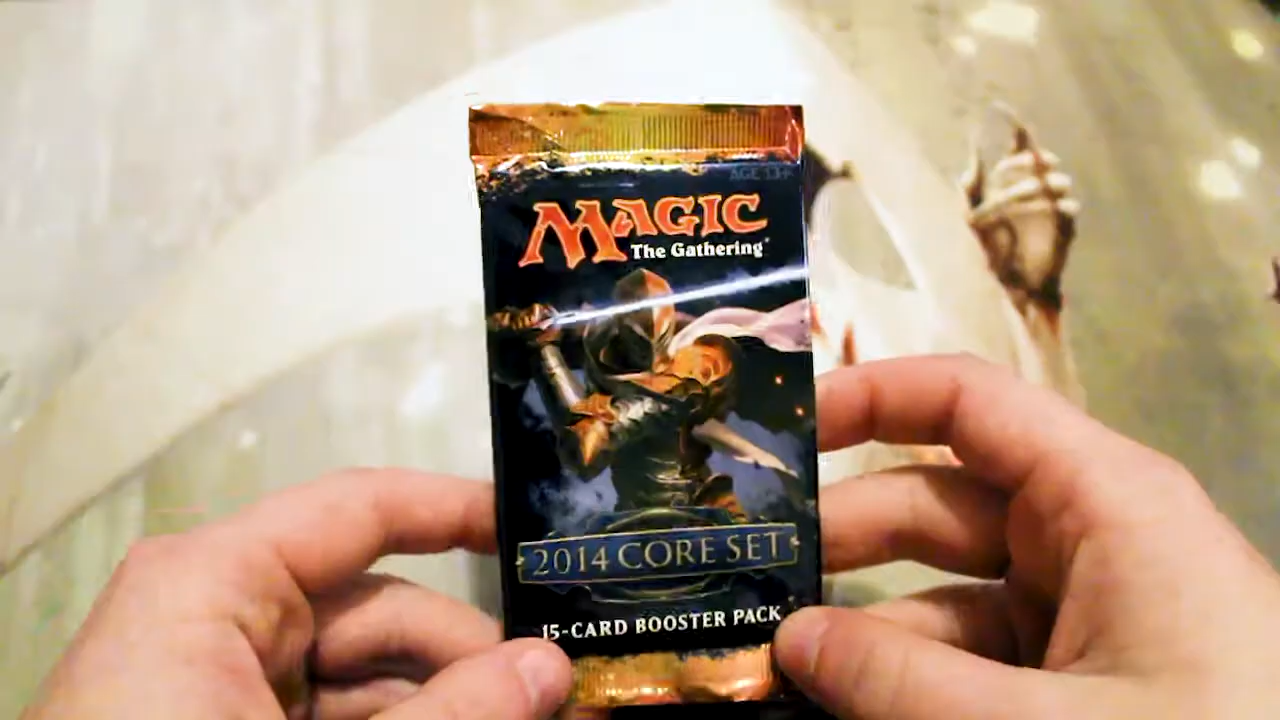 AGE 13+
MAGIC
The Gathering®
2014 CORE SET
15-CARD BOOSTER PACK